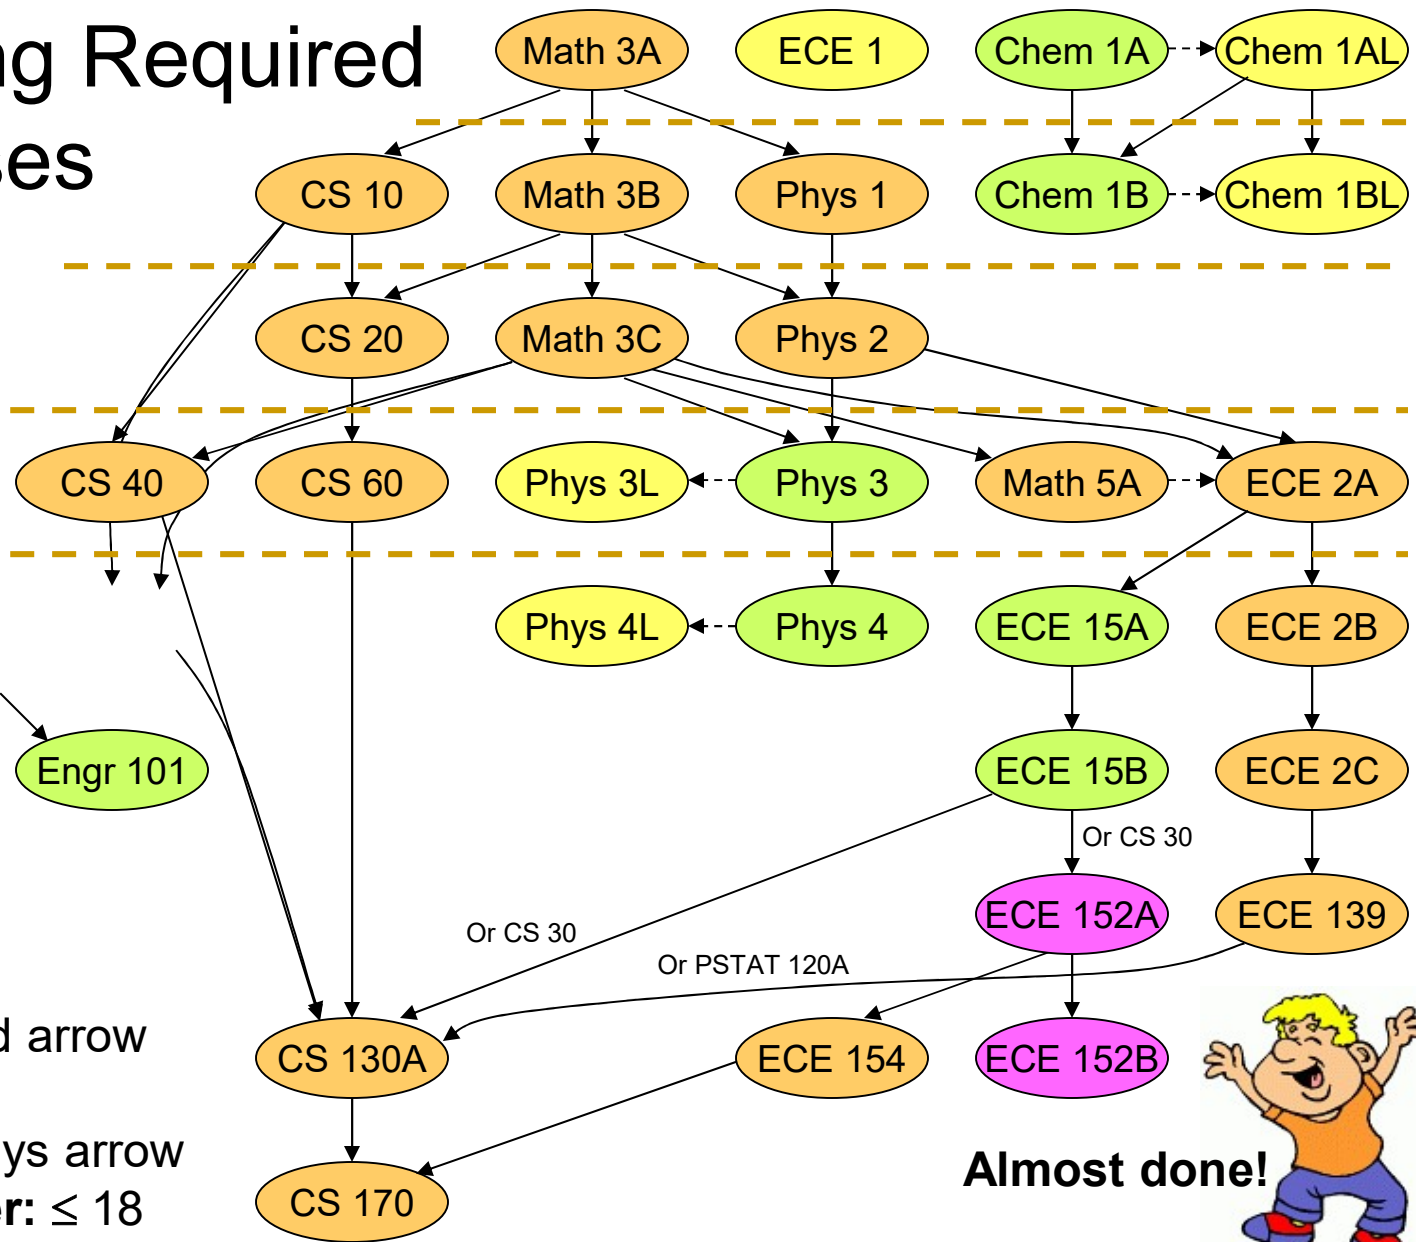 ng Required
ses
Math 3A
ECE 1
Chem 1A
Chem 1AL
CS 10
Math 3B
Phys 1
Chem 1B
Chem 1BL
CS 20
Math 3C
Phys 2
CS 40
CS 60
Phys 3L
Phys 3
Math 5A
ECE 2A
Phys 4L
Phys 4
ECE 15A
ECE 2B
Engr 101
ECE 15B
ECE 2C
Or CS 30
ECE 152A
ECE 139
Or CS 30
Or PSTAT 120A
d arrow
CS 130A
ECE 154
ECE 152B
ys arrow
Almost done!
er: ≤ 18
CS 170